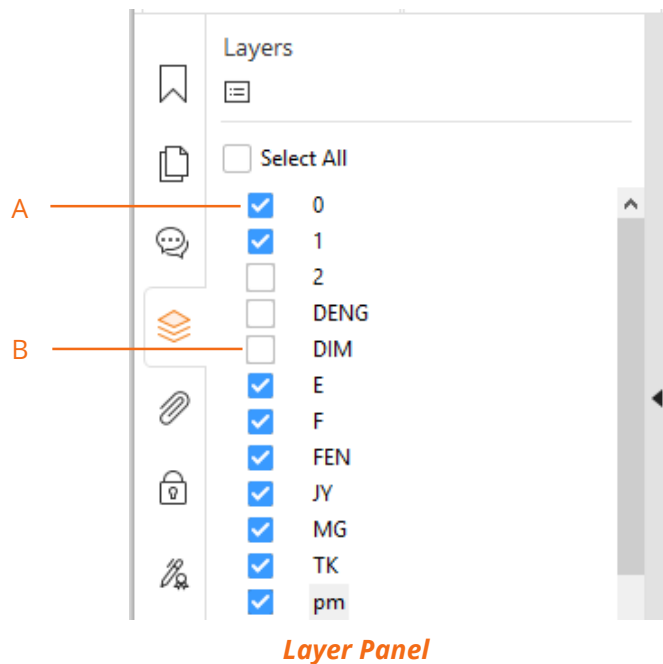 Layers
Select All
A
0
1
2
DENG
B
DIM
E
F
FEN
JY
MG
TK
pm
Layer Panel